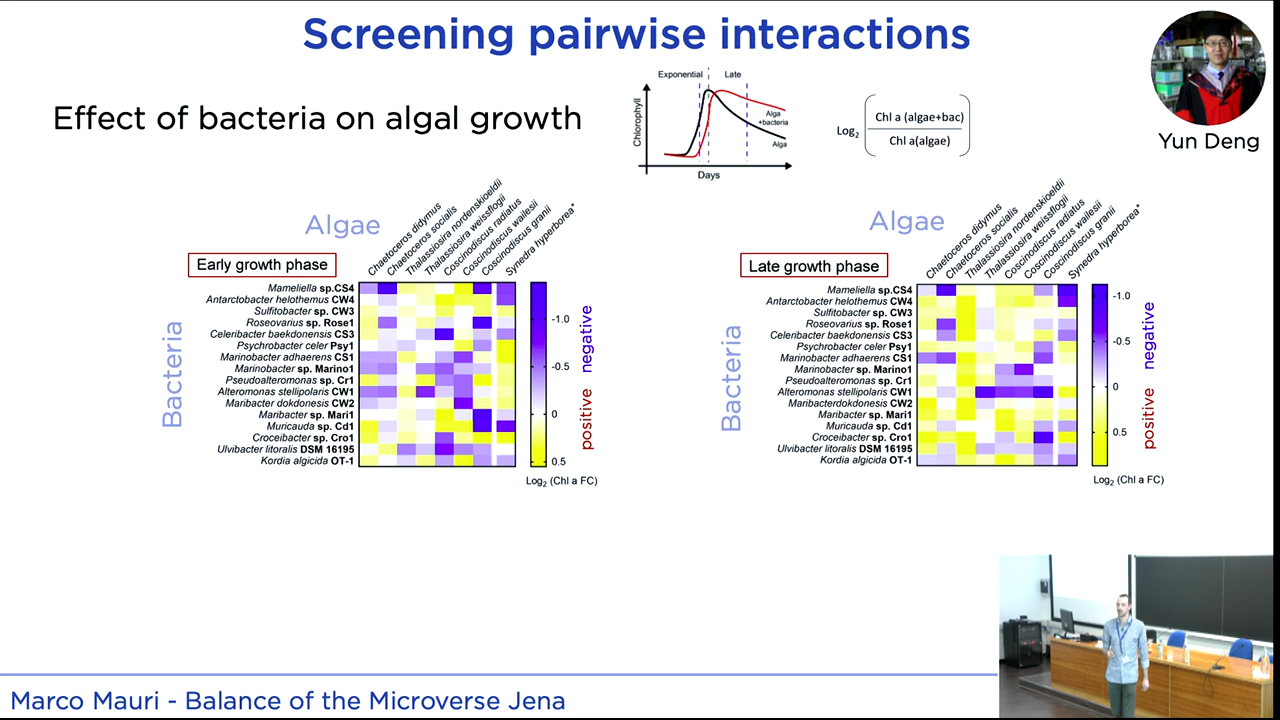 Screening pairwise interactions
Effect of bacteria on algal growth
Exponential Late
Chlorophyll
Alga
+bacteria
Alga
Days
Log2
Chl a (algae+bac)
Chl a(algae)
Yun Deng
Algae
Chaetoceros didymus
Chaetoceros socialis
Thalassiosira nordenskioeldii
Thalassiosira weissflogii
Coscinodiscus radiatus
Coscinodiscus wailesii
Coscinodiscus granii
Synedra hyperborea*
Early growth phase
Bacteria
Mameliella sp.CS4
Antarctobacter helothemus CW4
Sulfitobacter sp. CW3
Roseovarius sp. Rose1
Celeribacter baekdonensis CS3
Psychrobacter celer Psy1
Marinobacter adhaerens CS1
Marinobacter sp. Marino1
Pseudoalteromonas sp. Cr1
Alteromonas stellipolaris CW1
Maribacter dokdonesis CW2
Maribacter sp. Mari1
Muricauda sp. Cd1
Croceibacter sp. Cro1
Ulvibacter litoralis DSM 16195
Kordia algicida OT-1
-1.0
-0.5
0
0.5
negative
positive
Log2 (Chl a FC)
Algae
Chaetoceros didymus
Chaetoceros socialis
Thalassiosira nordenskioeldii
Thalassiosira weissflogii
Coscinodiscus radiatus
Coscinodiscus wailesii
Coscinodiscus granii
Synedra hyperborea*
Late growth phase
Bacteria
Mameliella sp.CS4
Antarctobacter helothemus CW4
Sulfitobacter sp. CW3
Roseovarius sp. Rose1
Celeribacter baekdonensis CS3
Psychrobacter celer Psy1
Marinobacter adhaerens CS1
Marinobacter sp. Marino1
Pseudoalteromonas sp. Cr1
Alteromonas stellipolaris CW1
Maribacterdokdonesis CW2
Maribacter sp. Mari1
Muricauda sp. Cd1
Croceibacter sp. Cro1
Ulvibacter litoralis DSM 16195
Kordia algicida OT-1
-1.0
-0.5
0
0.5
negative
positive
Log2 (Chl a FC)
Marco Mauri - Balance of the Microverse Jena